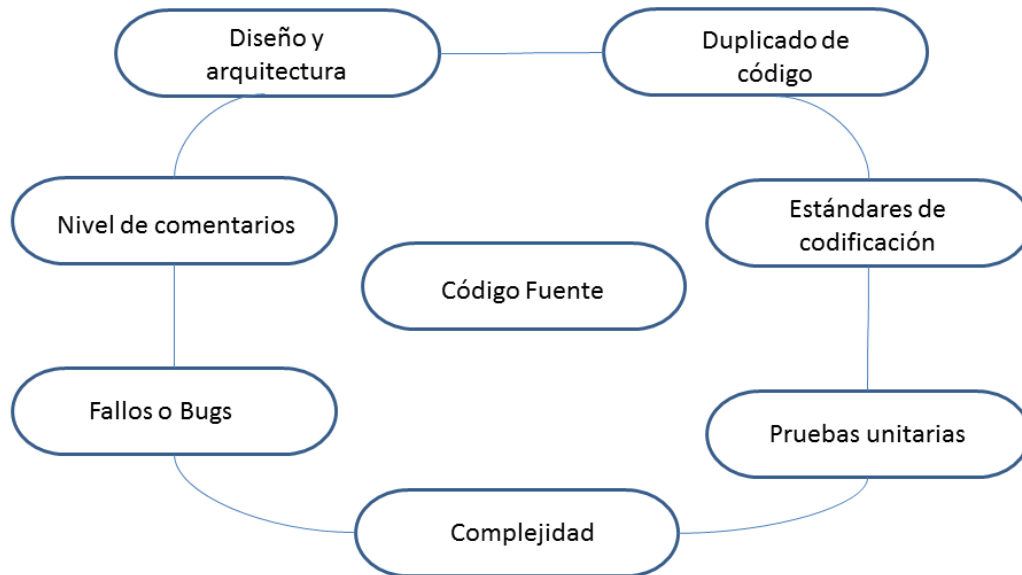 Diseño y
arquitectura
Duplicado de
código
Nivel de comentarios
Estándares de
codificación
Código Fuente
Fallos o Bugs
Pruebas unitarias
Complejidad